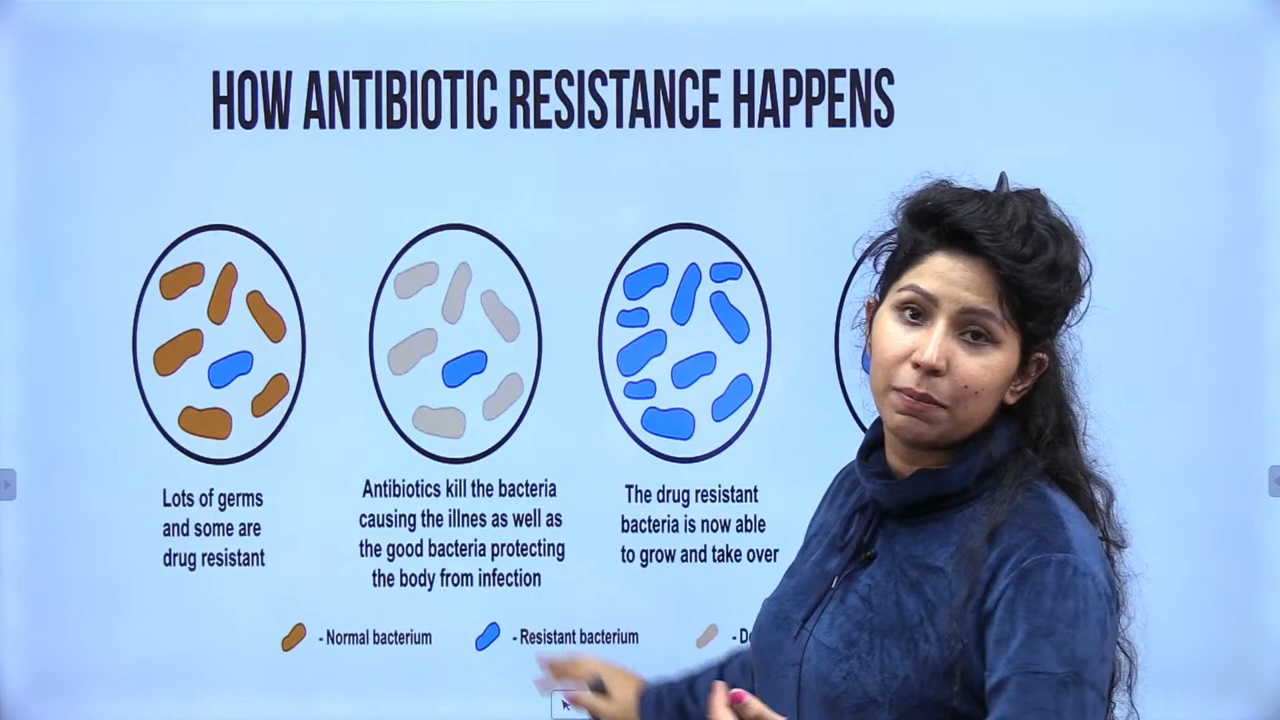 HOW ANTIBIOTIC RESISTANCE HAPPENS
Lots of germs
and some are
drug resistant
Antibiotics kill the bacteria
causing the illnes as well as
the good bacteria protecting
the body from infection
The drug resistant
bacteria is now able
to grow and take over
- Normal bacterium
- Resistant bacterium